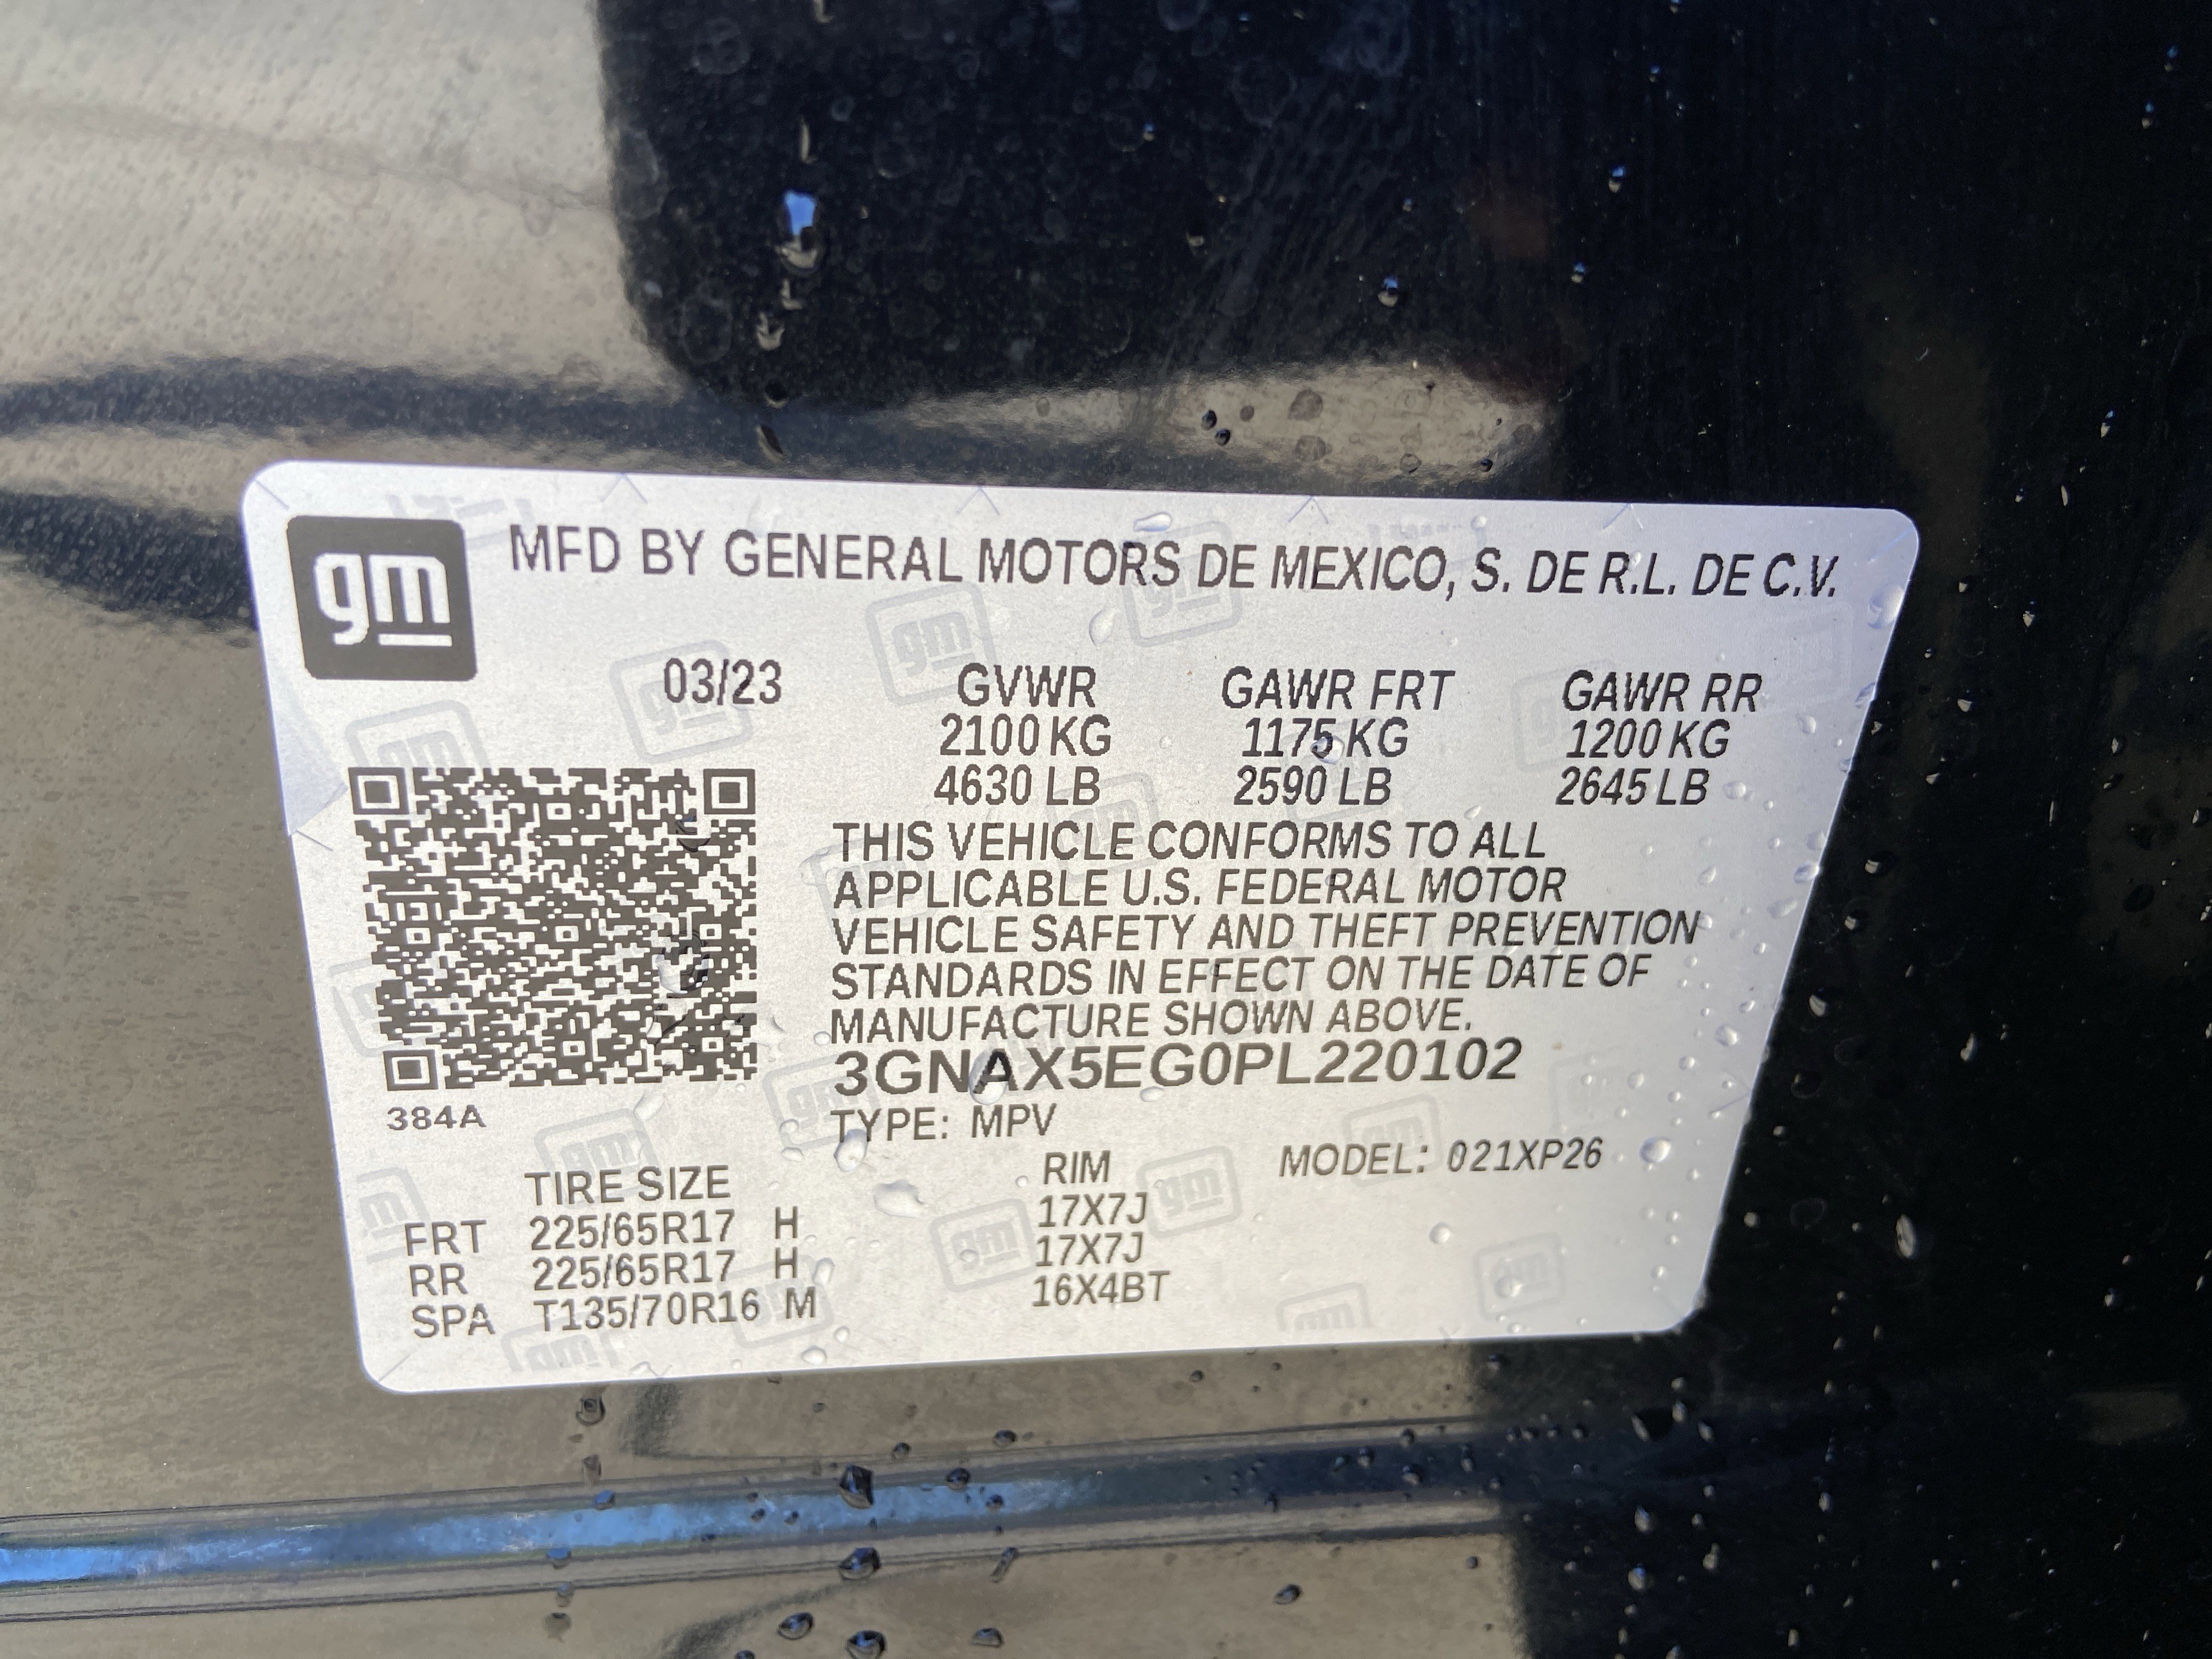 gm
MFD BY GENERAL MOTORS DE MEXICO, S. DE R.L. DE C.V.
03/23 GVWR GAWR FRT GAWR RR
2100 KG 1175 KG 1200 KG
4630 LB 2590 LB 2645 LB
THIS VEHICLE CONFORMS TO ALL
APPLICABLE U.S. FEDERAL MOTOR
VEHICLE SAFETY AND THEFT PREVENTION
STANDARDS IN EFFECT ON THE DATE OF
MANUFACTURE SHOWN ABOVE.
3GNAX5EG0PL220102
384A
TYPE: MPV
MODEL: 021XP26
TIRE SIZE RIM
FRT 225/65R17 H 17X7J
RR 225/65R17 H 17X7J
SPA T135/70R16 M 16X4BT